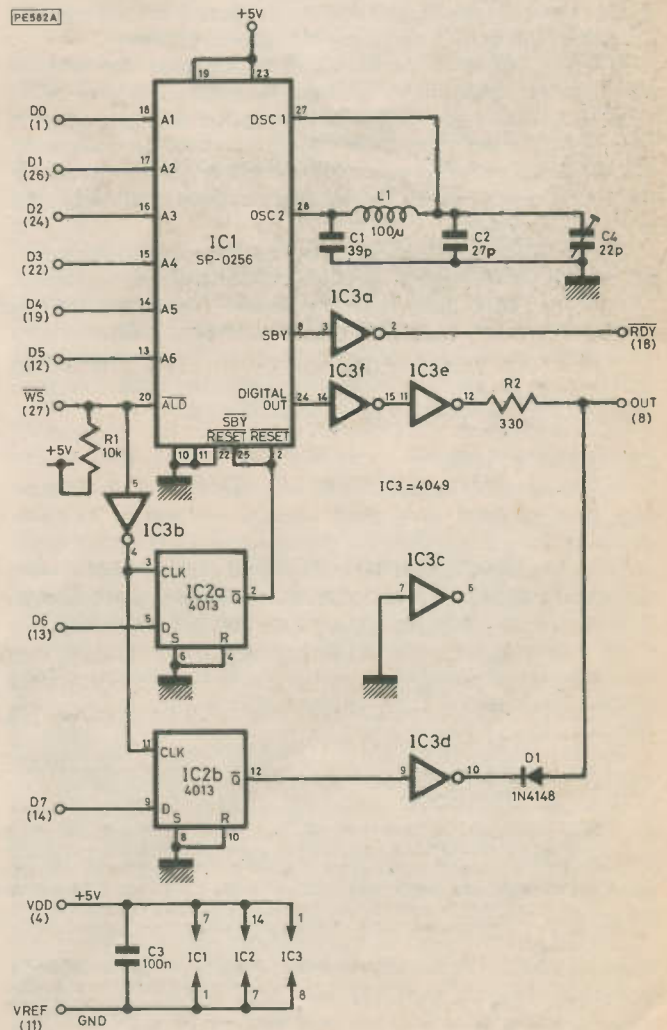 PE582A
+5V
19 23
D0 (1) 18 A1 OSC 1 27
D1 (26) 17 A2
D2 (24) 16 A3 OSC 2 28 L1 100μ
C1 39p C2 27p C4 22p
IC1 SP-0256
D3 (22) 15 A4
D4 (19) 14 A5 IC3a
SBY 8 3 2 RDY (18)
D5 (12) 13 A6 IC3f IC3e
WS (27) 20 ALD DIGITAL OUT 24 14 15 11 12 R2 330 OUT (8)
SBY RESET RESET
R1 10k +5V 10 11 22 25 2
IC3=4049
5 IC3b 4
3 CLK IC2a 4013 Q 2
IC3c 7 6
D6 (13) 5 D S R
6 4
11 CLK IC2b 4013 Q 12 IC3d 9 10 D1 1N4148
D7 (14) 9 D S R
8 10
VDD (4) +5V
7 14 1
C3 100n IC1 IC2 IC3
1 7 8
VREF (11) GND